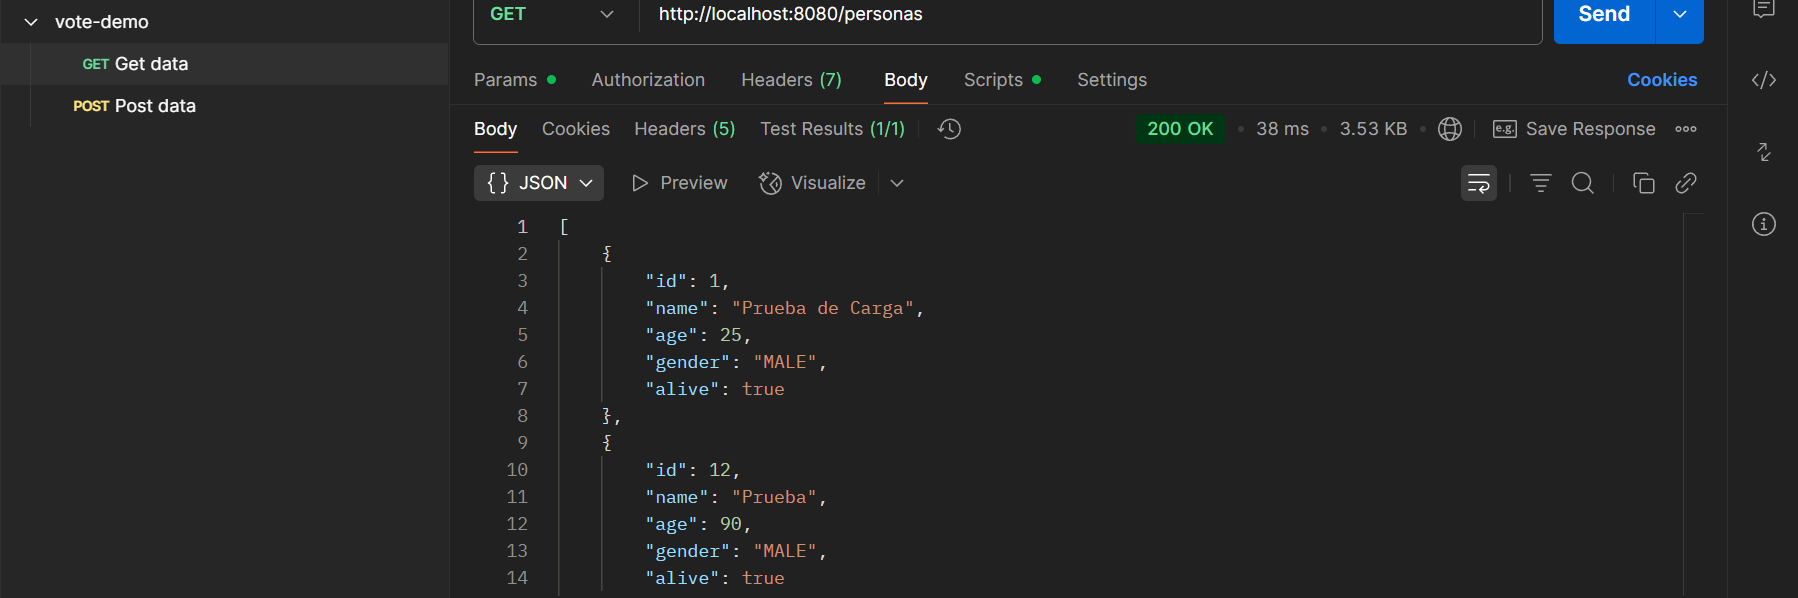 vote-demo
GET Get data
POST Post data
GET http://localhost:8080/personas Send
Params Authorization Headers (7) Body Scripts Settings Cookies
Body Cookies Headers (5) Test Results (1/1) 200 OK 38 ms 3.53 KB e.g. Save Response
{} JSON Preview Visualize
1 [
2 {
3 "id": 1,
4 "name": "Prueba de Carga",
5 "age": 25,
6 "gender": "MALE",
7 "alive": true
8 },
9 {
10 "id": 12,
11 "name": "Prueba",
12 "age": 90,
13 "gender": "MALE",
14 "alive": true